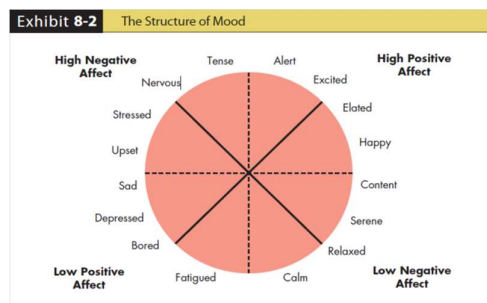 Exhibit 8-2 The Structure of Mood
High Negative
Affect
High Positive
Affect
Tense
Alert
Nervous
Excited
Stressed
Elated
Upset
Happy
Sad
Content
Depressed
Serene
Bored
Relaxed
Fatigued
Calm
Low Positive
Affect
Low Negative
Affect